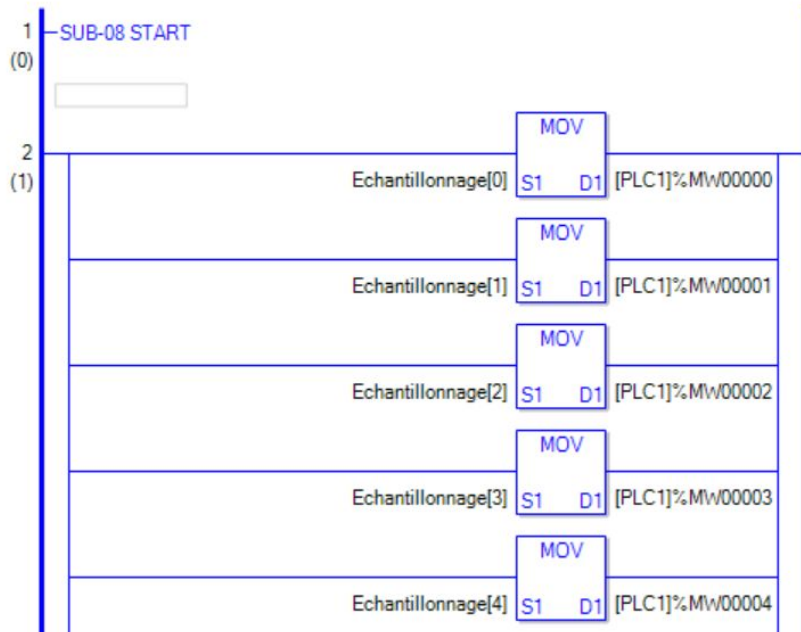 1 SUB-08 START
(0)
MOV
2
(1) Echantillonnage[0] S1 D1 [PLC1]%MW00000
MOV
Echantillonnage[1] S1 D1 [PLC1]%MW00001
MOV
Echantillonnage[2] S1 D1 [PLC1]%MW00002
MOV
Echantillonnage[3] S1 D1 [PLC1]%MW00003
MOV
Echantillonnage[4] S1 D1 [PLC1]%MW00004